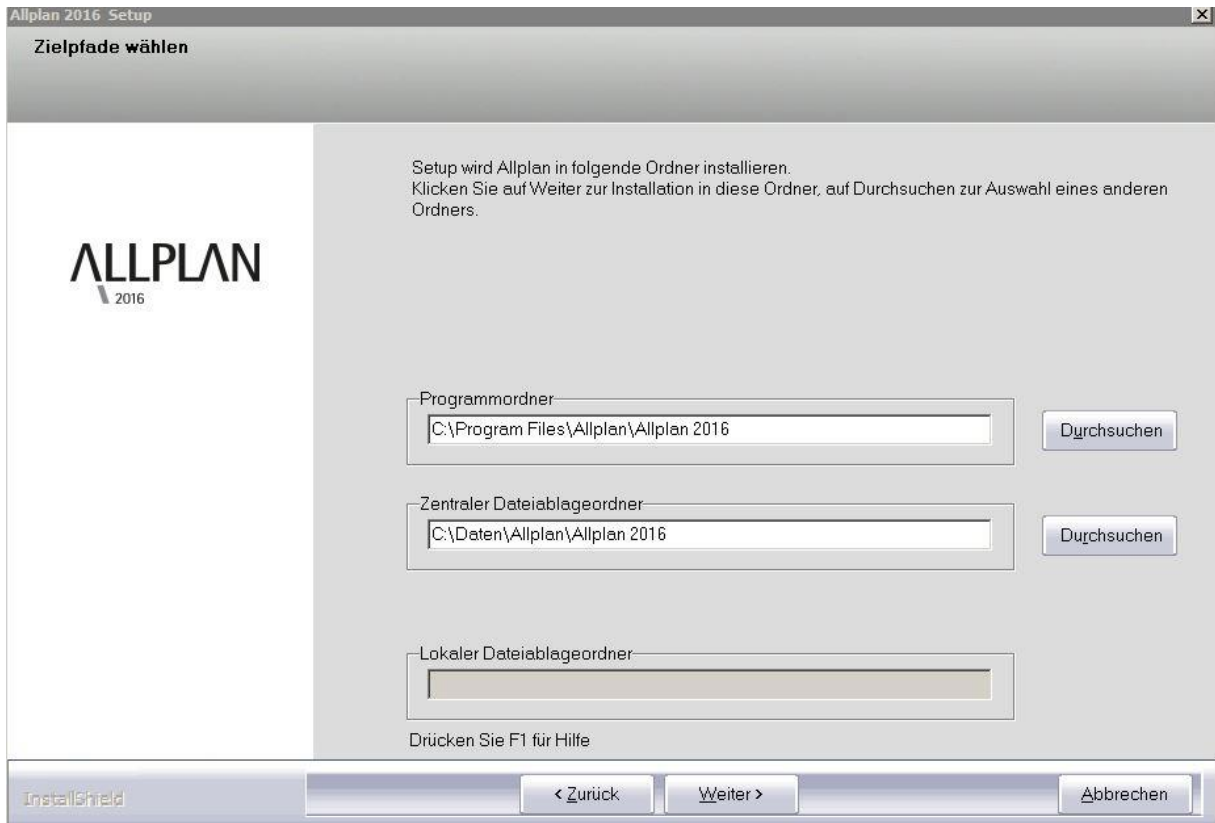 Allplan 2016 Setup
Zielpfade wählen
Setup wird Allplan in folgende Ordner installieren.
Klicken Sie auf Weiter zur Installation in diese Ordner, auf Durchsuchen zur Auswahl eines anderen
Ordners.
ALLPLAN
2016
Programmordner
C:\Program Files\Allplan\Allplan 2016
Durchsuchen
Zentraler Dateiablageordner
C:\Daten\Allplan\Allplan 2016
Durchsuchen
Lokaler Dateiablageordner
Drücken Sie F1 für Hilfe
InstallShield
< Zurück
Weiter >
Abbrechen